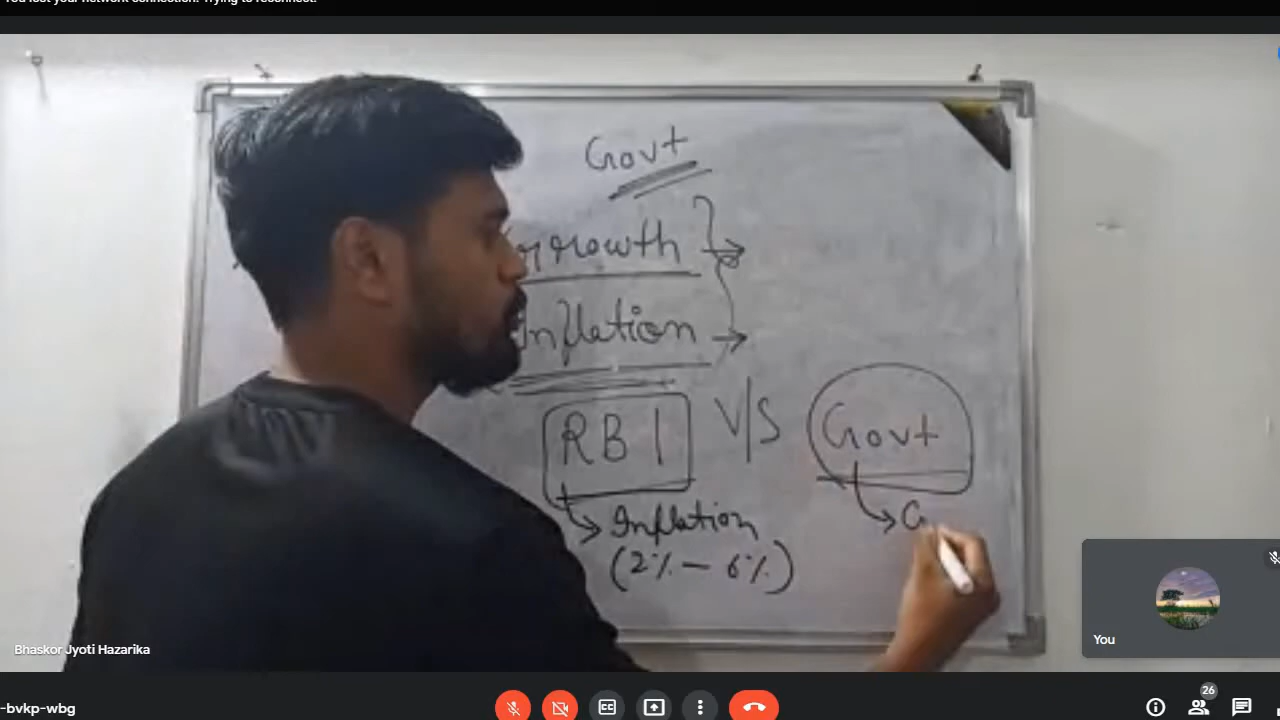 You lost your network connection. Trying to reconnect.
Govt
Growth
Inflation
RBI V/S Govt
Inflation
(2% - 6%)
G
You
Bhaskor Jyoti Hazarika
-bvkp-wbg
CC
26